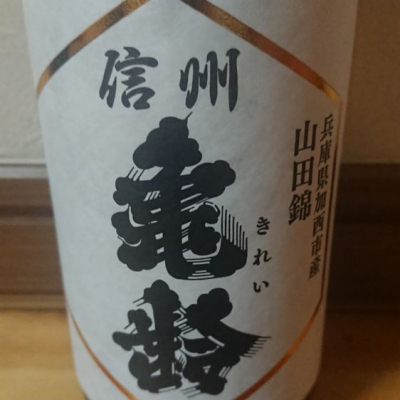 信州
亀齢
きれい
兵庫県加西市産
山田錦